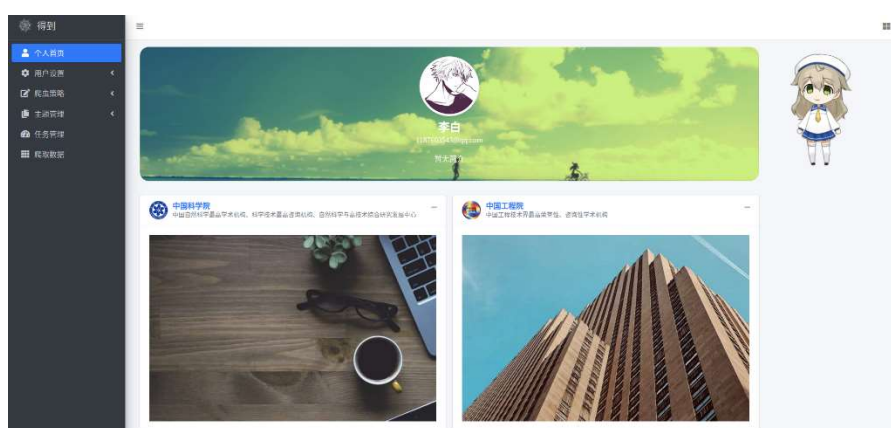 得到
个人首页
用户设置
爬虫策略
主题管理
任务管理
爬取数据
李白
暂无简介
中国科学院
中国自然科学最高学术机构、科学技术最高咨询机构、自然科学与高技术综合研究发展中心
中国工程院
中国工程技术界最高荣誉性、咨询性学术机构